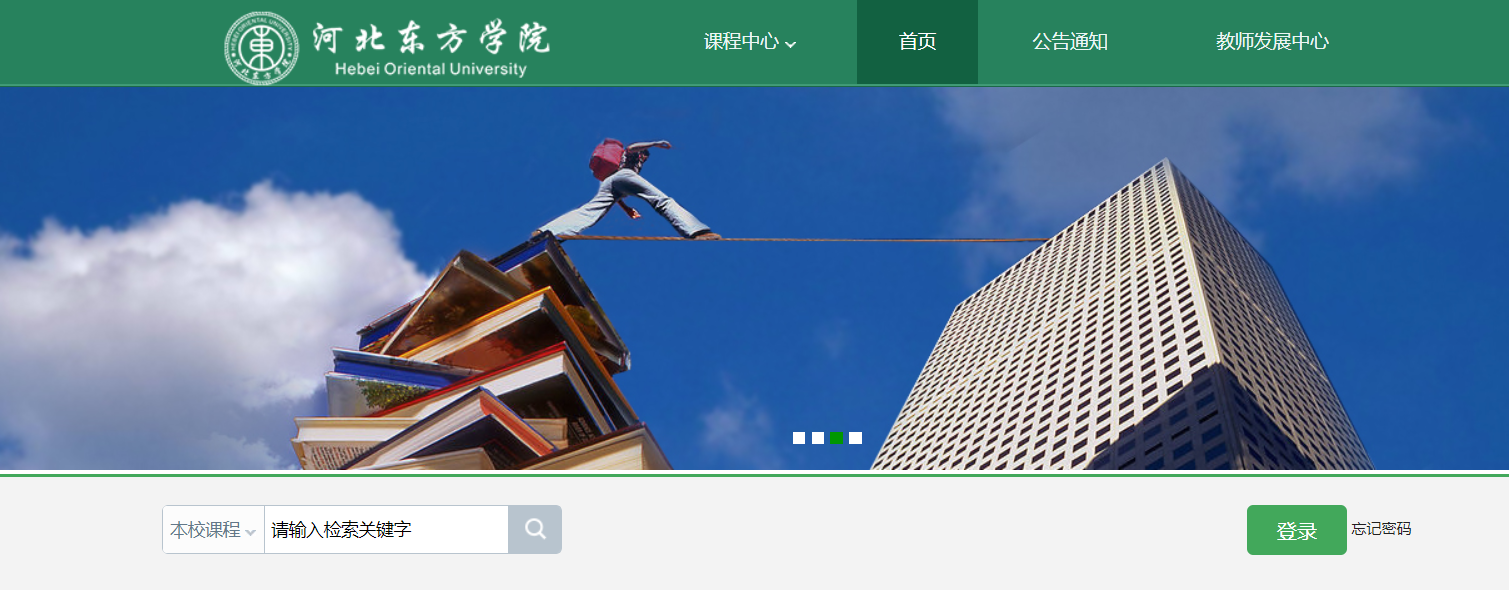 河北东方学院
Hebei Oriental University
课程中心
首页
公告通知
教师发展中心
本校课程
请输入检索关键字
登录
忘记密码